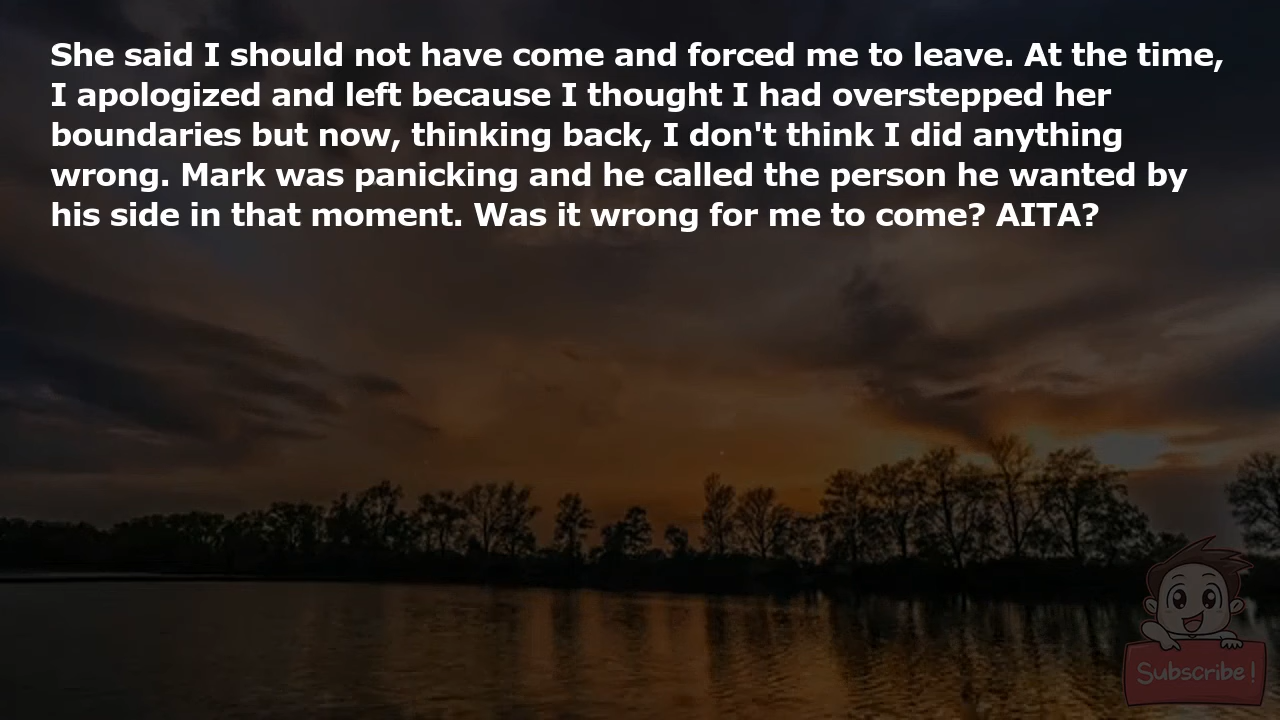 She said I should not have come and forced me to leave. At the time,
I apologized and left because I thought I had overstepped her
boundaries but now, thinking back, I don't think I did anything
wrong. Mark was panicking and he called the person he wanted by
his side in that moment. Was it wrong for me to come? AITA?
Subscribe!